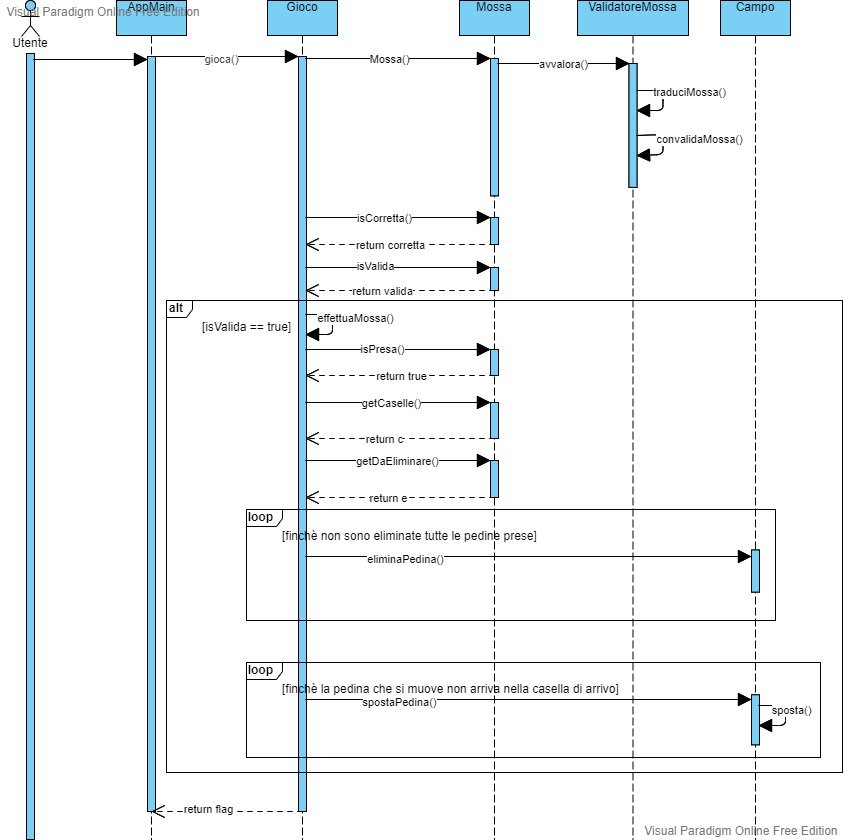 Visual Paradigm Online Free Edition
AppMain
Gioco
Mossa
ValidatoreMossa
Campo
Utente
gioca()
Mossa()
avvalora()
traduciMossa()
convalidaMossa()
isCorretta()
return corretta
isValida
return valida
alt
[isValida == true]
effettuaMossa()
isPresa()
return true
getCaselle()
return c
getDaEliminare()
return e
loop
[finchè non sono eliminate tutte le pedine prese]
eliminaPedina()
loop
[finchè la pedina che si muove non arriva nella casella di arrivo]
spostaPedina()
sposta()
return flag
Visual Paradigm Online Free Edition